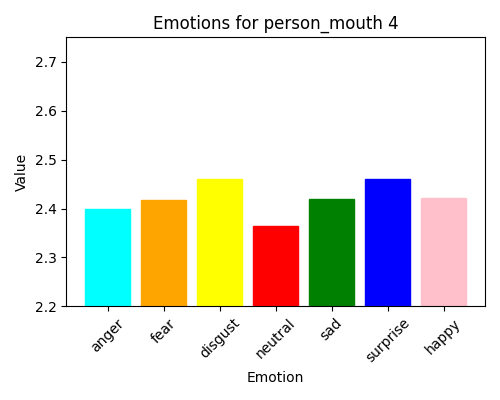 Emotions for person_mouth 4
Value
2.7
2.6
2.5
2.4
2.3
2.2
anger fear disgust neutral sad surprise happy
Emotion